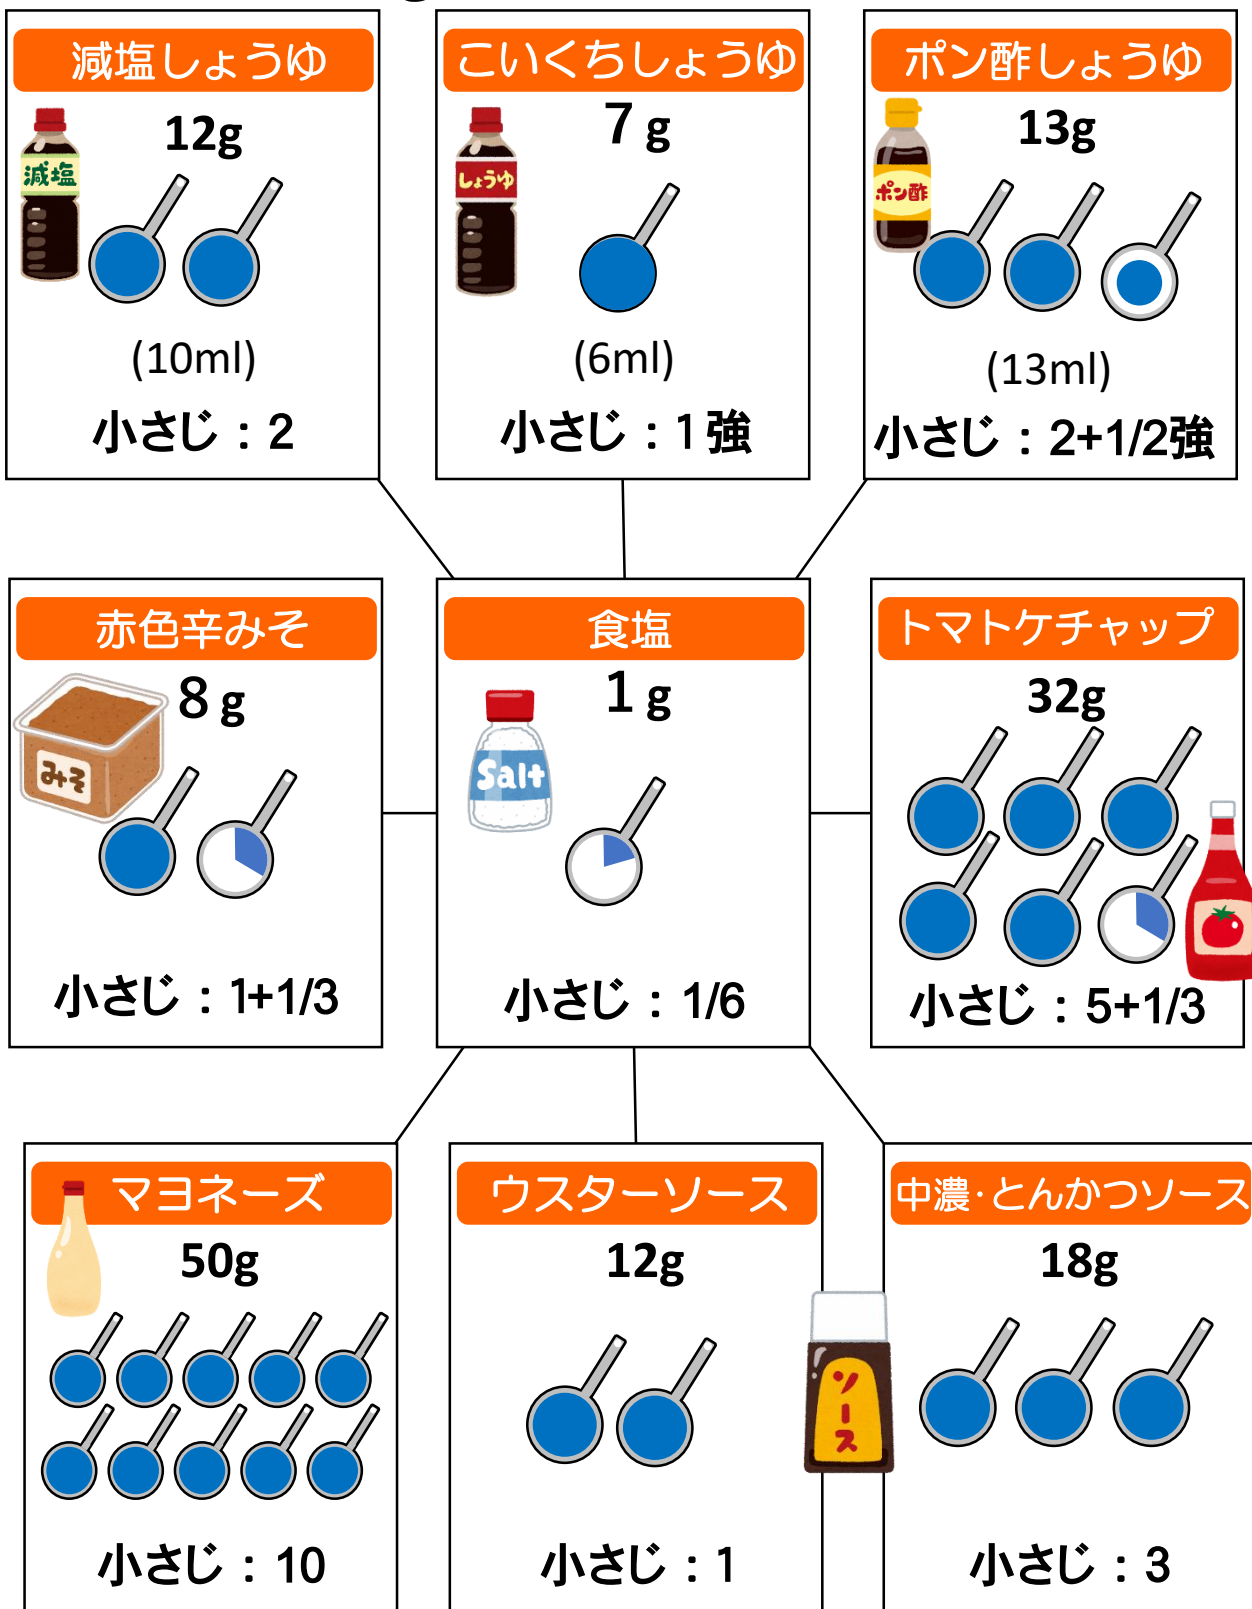 減塩しょうゆ
12g
減塩
(10ml)
小さじ：2
こいくちしょうゆ
7g
しょうゆ
(6ml)
小さじ：1強
ポン酢しょうゆ
13g
ポン酢
(13ml)
小さじ：2+1/2強
赤色辛みそ
8g
みそ
小さじ：1+1/3
食塩
1g
Salt
小さじ：1/6
トマトケチャップ
32g
小さじ：5+1/3
マヨネーズ
50g
小さじ：10
ウスターソース
12g
小さじ：1
ソース
中濃・とんかつソース
18g
小さじ：3